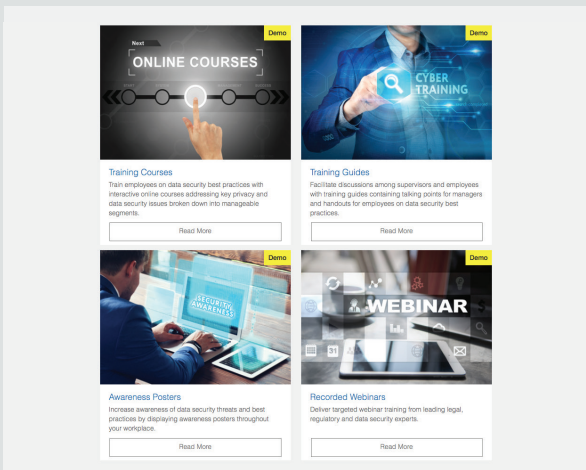 Demo
Next
ONLINE COURSES
Training Courses
Train employees on data security best practices with
interactive online courses addressing key privacy and
data security issues broken down into manageable
segments.
Read More
Demo
CYBER
TRAINING
Training Guides
Facilitate discussions among supervisors and employees
with training guides containing talking points for managers
and handouts for employees on data security best
practices.
Read More
Demo
SECURITY
AWARENESS
Awareness Posters
Increase awareness of data security threats and best
practices by displaying awareness posters throughout
your workplace.
Read More
Demo
WEBINAR
31
Recorded Webinars
Deliver targeted webinar training from leading legal,
regulatory and data security experts.
Read More